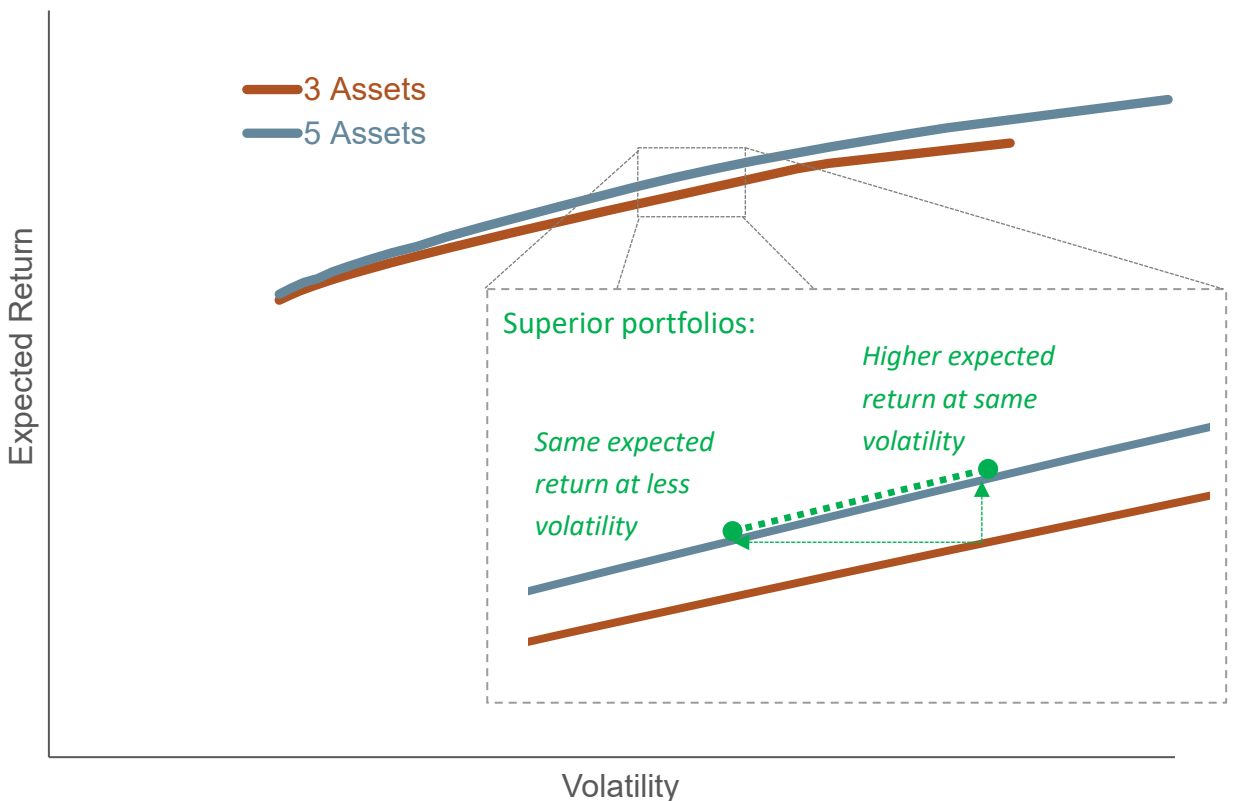 3 Assets
5 Assets
Expected Return
Superior portfolios:
Higher expected
return at same
volatility
Same expected
return at less
volatility
Volatility